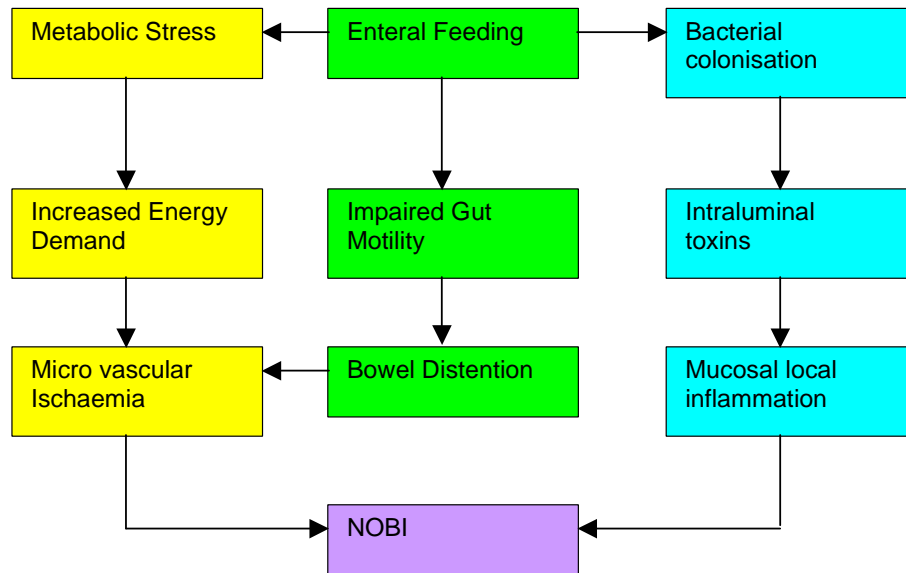 Metabolic Stress
Enteral Feeding
Bacterial
colonisation
Increased Energy
Demand
Impaired Gut
Motility
Intraluminal
toxins
Micro vascular
Ischaemia
Bowel Distention
Mucosal local
inflammation
NOBI